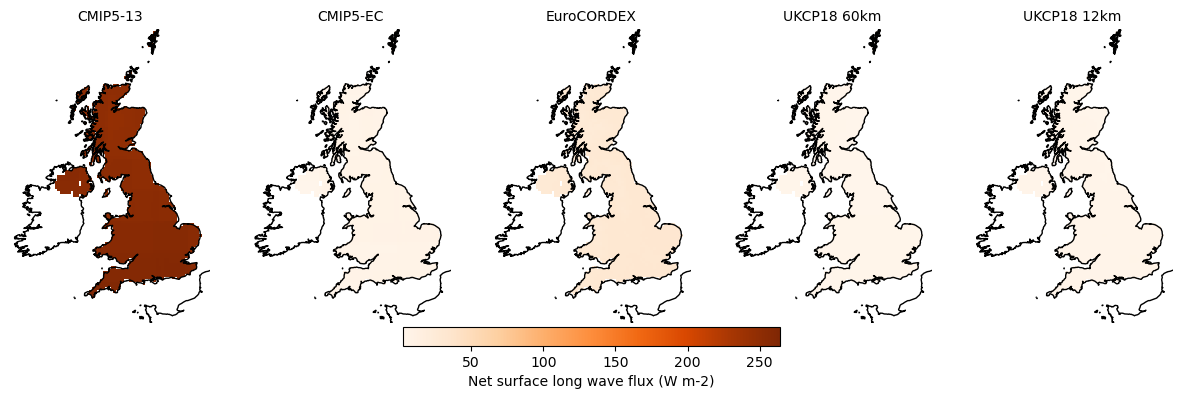 CMIP5-13 CMIP5-EC EuroCORDEX UKCP18 60km UKCP18 12km
50 100 150 200 250
Net surface long wave flux (W m-2)